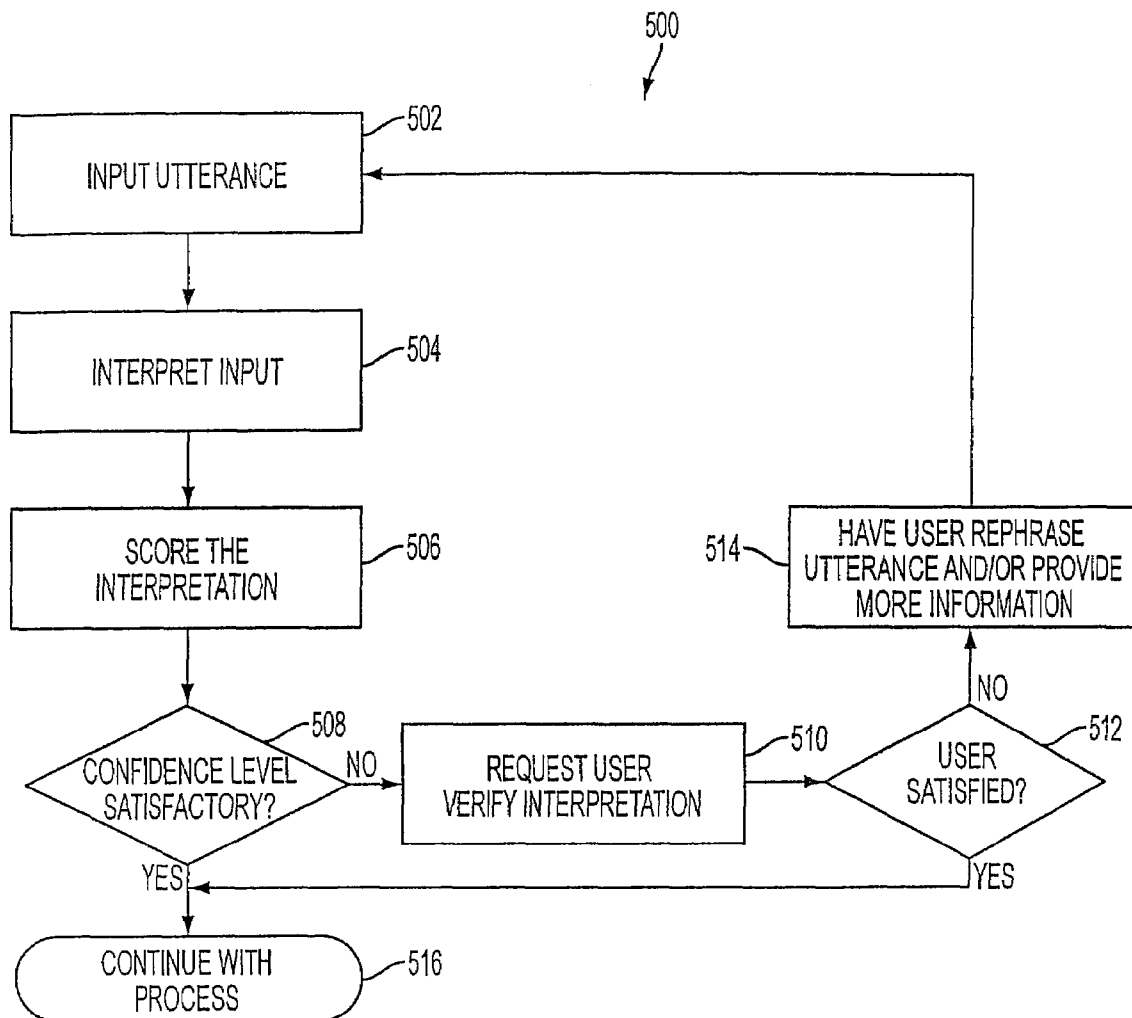 500
502
INPUT UTTERANCE
504
INTERPRET INPUT
506
SCORE THE
INTERPRETATION
514
HAVE USER REPHRASE
UTTERANCE AND/OR PROVIDE
MORE INFORMATION
508
CONFIDENCE LEVEL
SATISFACTORY?
NO
510
REQUEST USER
VERIFY INTERPRETATION
NO
512
USER
SATISFIED?
YES
YES
CONTINUE WITH
PROCESS
516